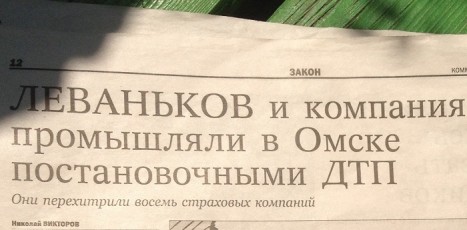 12
ЗАКОН
ЛЕВАНЬКОВ и компания
промышляли в Омске
постановочными ДТП
Они перехитрили восемь страховых компаний
Николай ВИКТОРОВ